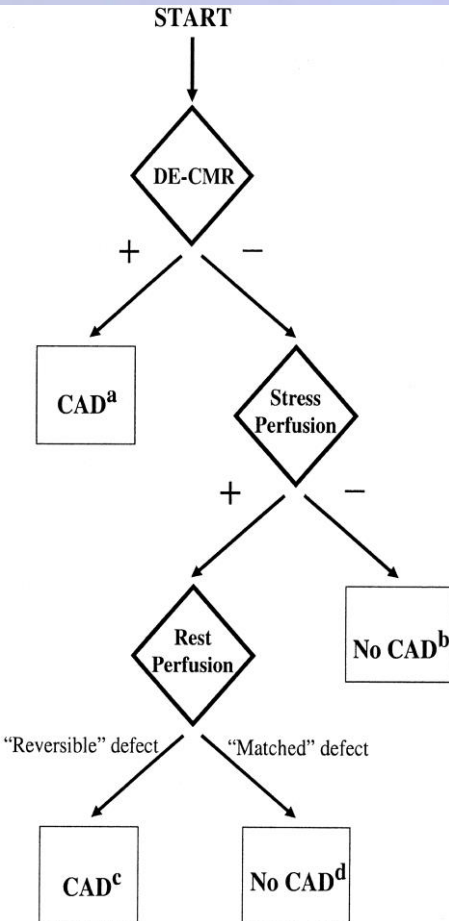 START
DE-CMR
+ −
CADa
Stress
Perfusion
+ −
No CADb
Rest
Perfusion
“Reversible” defect “Matched” defect
CADc No CADd